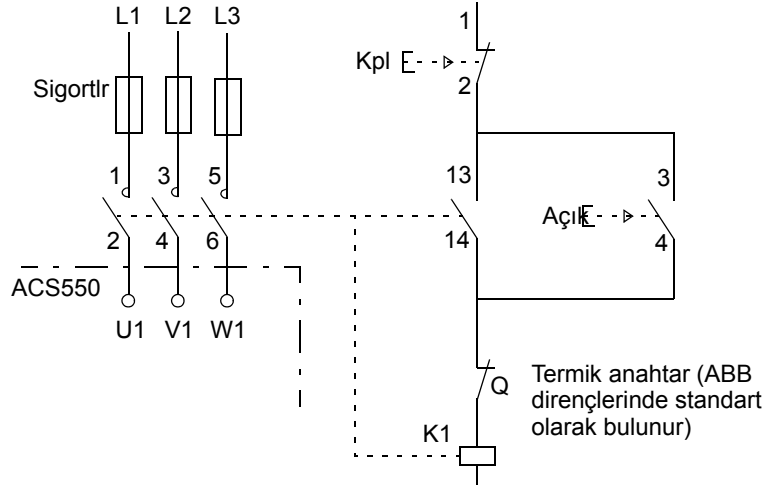 L1 L2 L3
1
Kpl
2
Sigortlr
1 3 5
13
3
Açık
2 4 6
14
4
ACS550
U1 V1 W1
Q
Termik anahtar (ABB
dirençlerinde standart
olarak bulunur)
K1